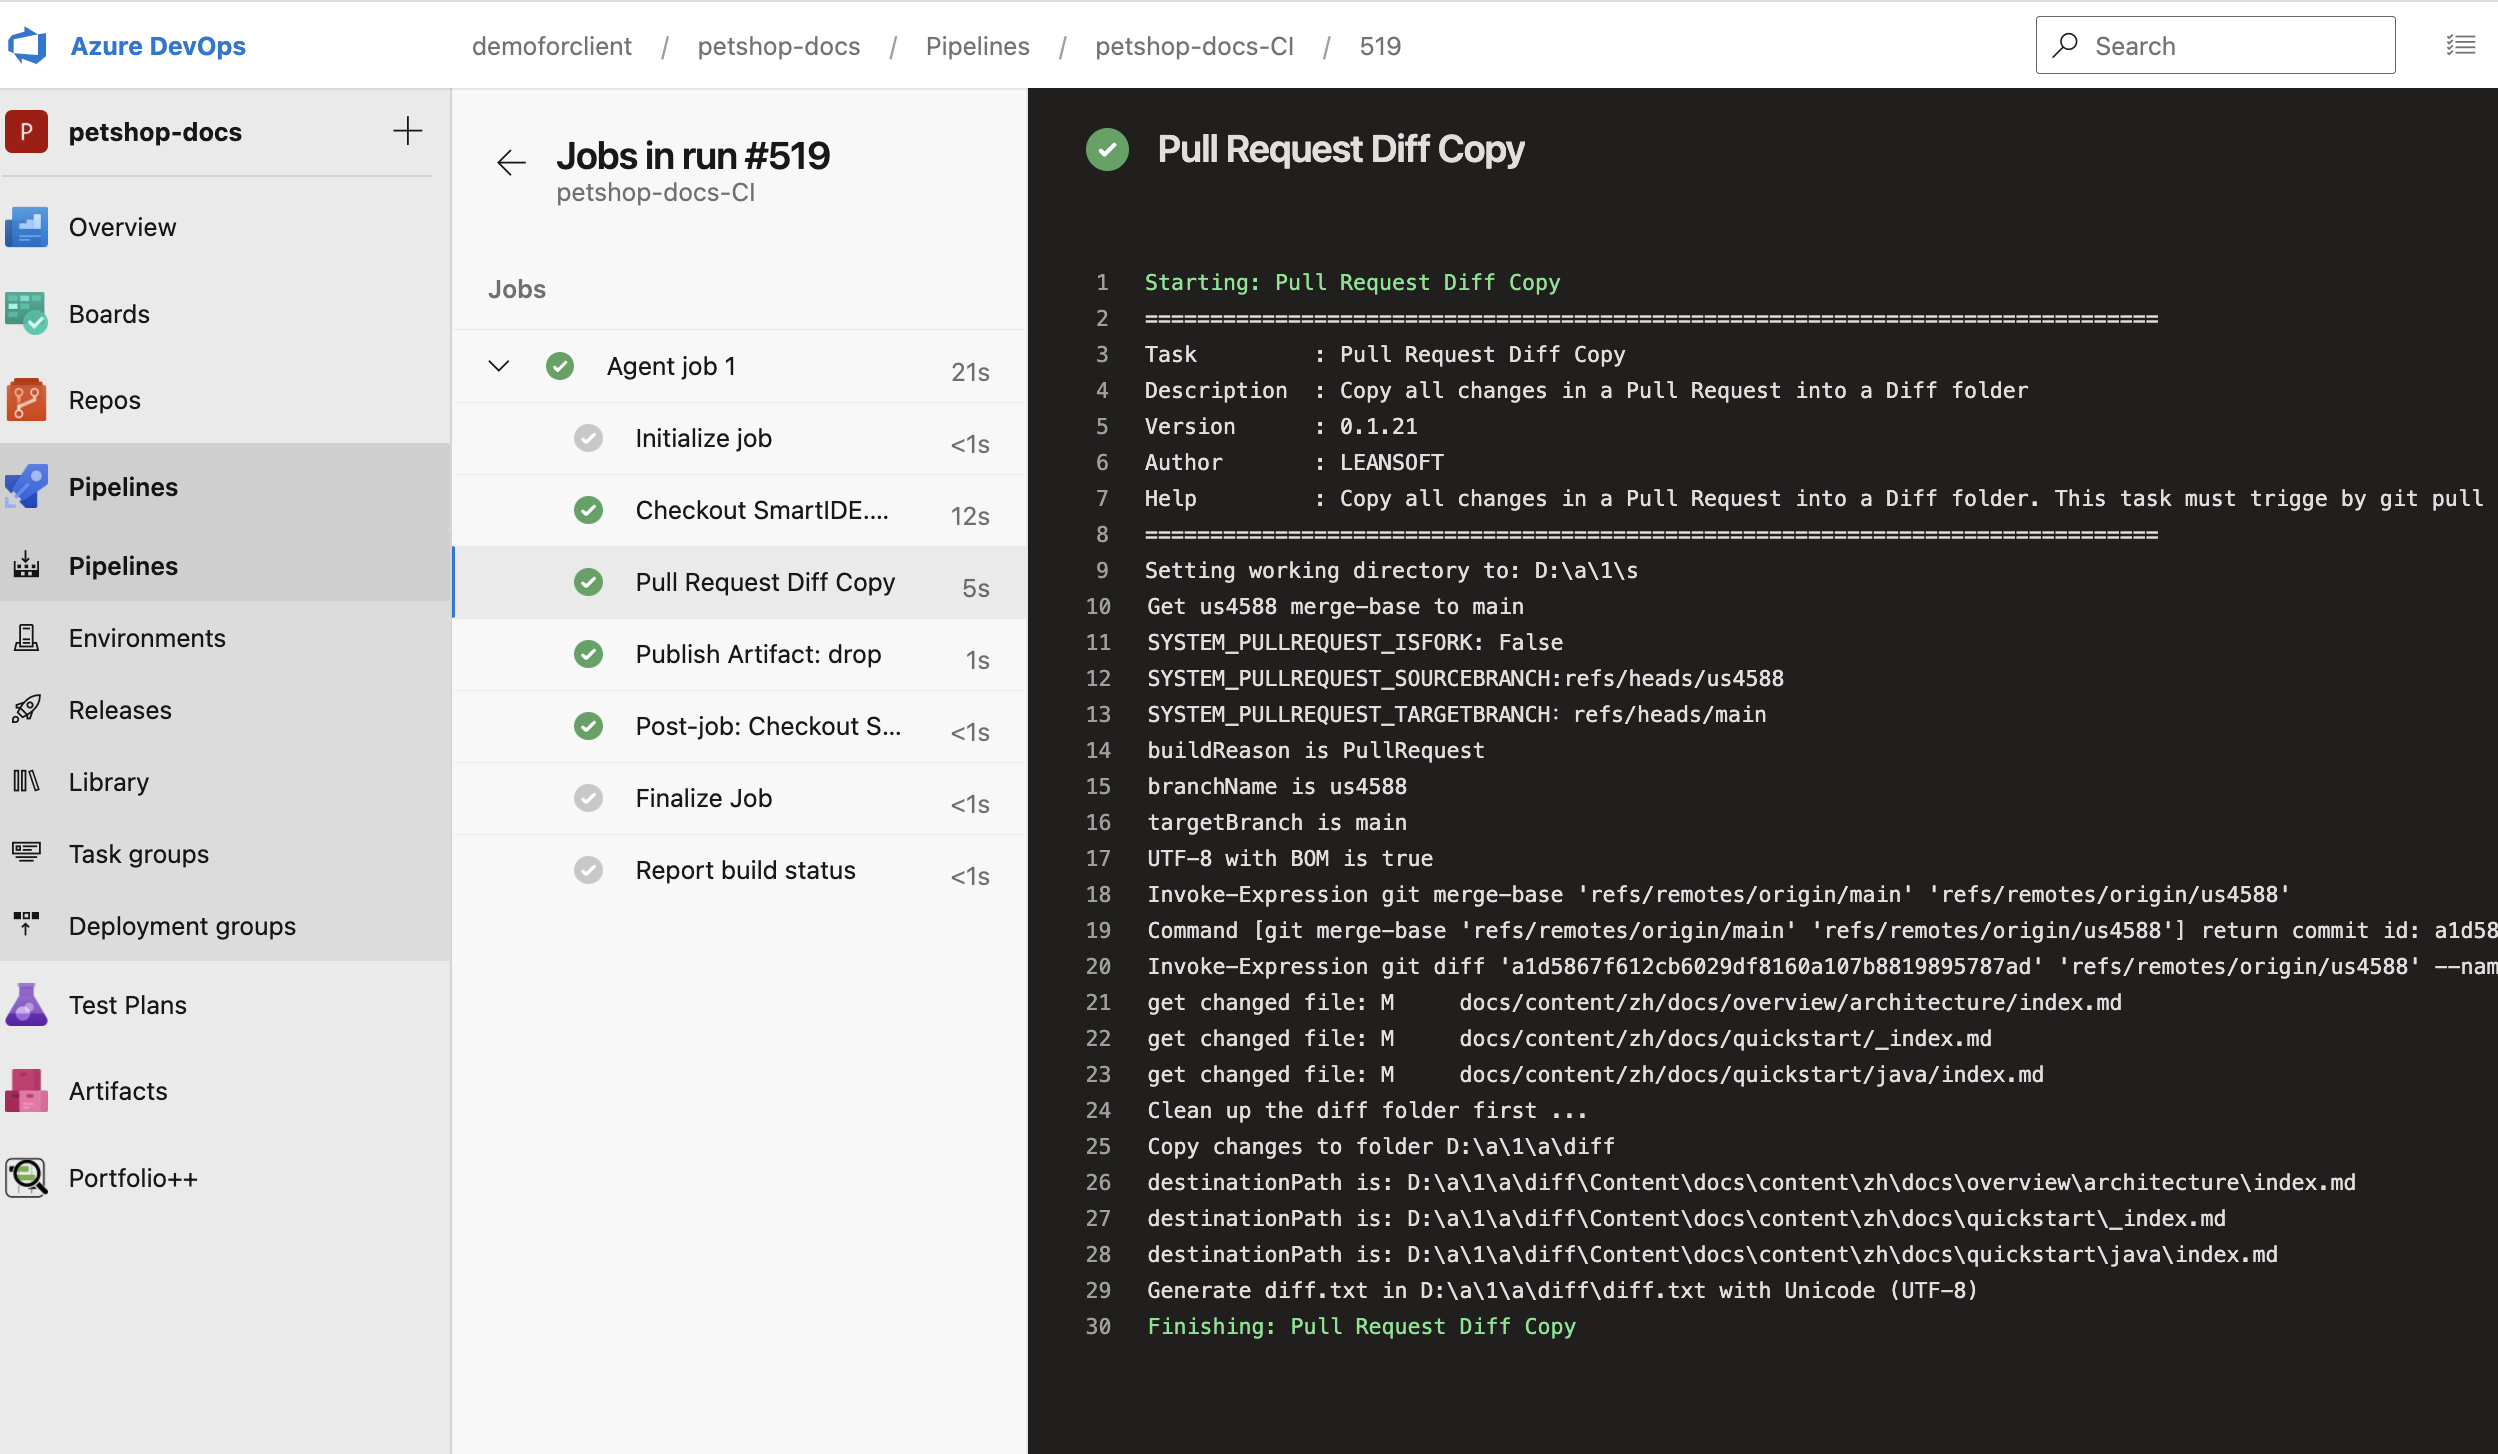 Azure DevOps
demoforclient / petshop-docs / Pipelines / petshop-docs-CI / 519
Search
P petshop-docs
Overview
Boards
Repos
Pipelines
Pipelines
Environments
Releases
Library
Task groups
Deployment groups
Test Plans
Artifacts
Portfolio++
Jobs in run #519
petshop-docs-CI
Jobs
Agent job 1 21s
Initialize job <1s
Checkout SmartIDE.... 12s
Pull Request Diff Copy 5s
Publish Artifact: drop 1s
Post-job: Checkout S... <1s
Finalize Job <1s
Report build status <1s
Pull Request Diff Copy
1 Starting: Pull Request Diff Copy
2 ==============================================================================
3 Task : Pull Request Diff Copy
4 Description : Copy all changes in a Pull Request into a Diff folder
5 Version : 0.1.21
6 Author : LEANSOFT
7 Help : Copy all changes in a Pull Request into a Diff folder. This task must trigge by git pull
8 ==============================================================================
9 Setting working directory to: D:\a\1\s
10 Get us4588 merge-base to main
11 SYSTEM_PULLREQUEST_ISFORK: False
12 SYSTEM_PULLREQUEST_SOURCEBRANCH:refs/heads/us4588
13 SYSTEM_PULLREQUEST_TARGETBRANCH: refs/heads/main
14 buildReason is PullRequest
15 branchName is us4588
16 targetBranch is main
17 UTF-8 with BOM is true
18 Invoke-Expression git merge-base 'refs/remotes/origin/main' 'refs/remotes/origin/us4588'
19 Command [git merge-base 'refs/remotes/origin/main' 'refs/remotes/origin/us4588'] return commit id: a1d58
20 Invoke-Expression git diff 'a1d5867f612cb6029df8160a107b8819895787ad' 'refs/remotes/origin/us4588' --nam
21 get changed file: M docs/content/zh/docs/overview/architecture/index.md
22 get changed file: M docs/content/zh/docs/quickstart/_index.md
23 get changed file: M docs/content/zh/docs/quickstart/java/index.md
24 Clean up the diff folder first ...
25 Copy changes to folder D:\a\1\a\diff
26 destinationPath is: D:\a\1\a\diff\Content\docs\content\zh\docs\overview\architecture\index.md
27 destinationPath is: D:\a\1\a\diff\Content\docs\content\zh\docs\quickstart\_index.md
28 destinationPath is: D:\a\1\a\diff\Content\docs\content\zh\docs\quickstart\java\index.md
29 Generate diff.txt in D:\a\1\a\diff\diff.txt with Unicode (UTF-8)
30 Finishing: Pull Request Diff Copy